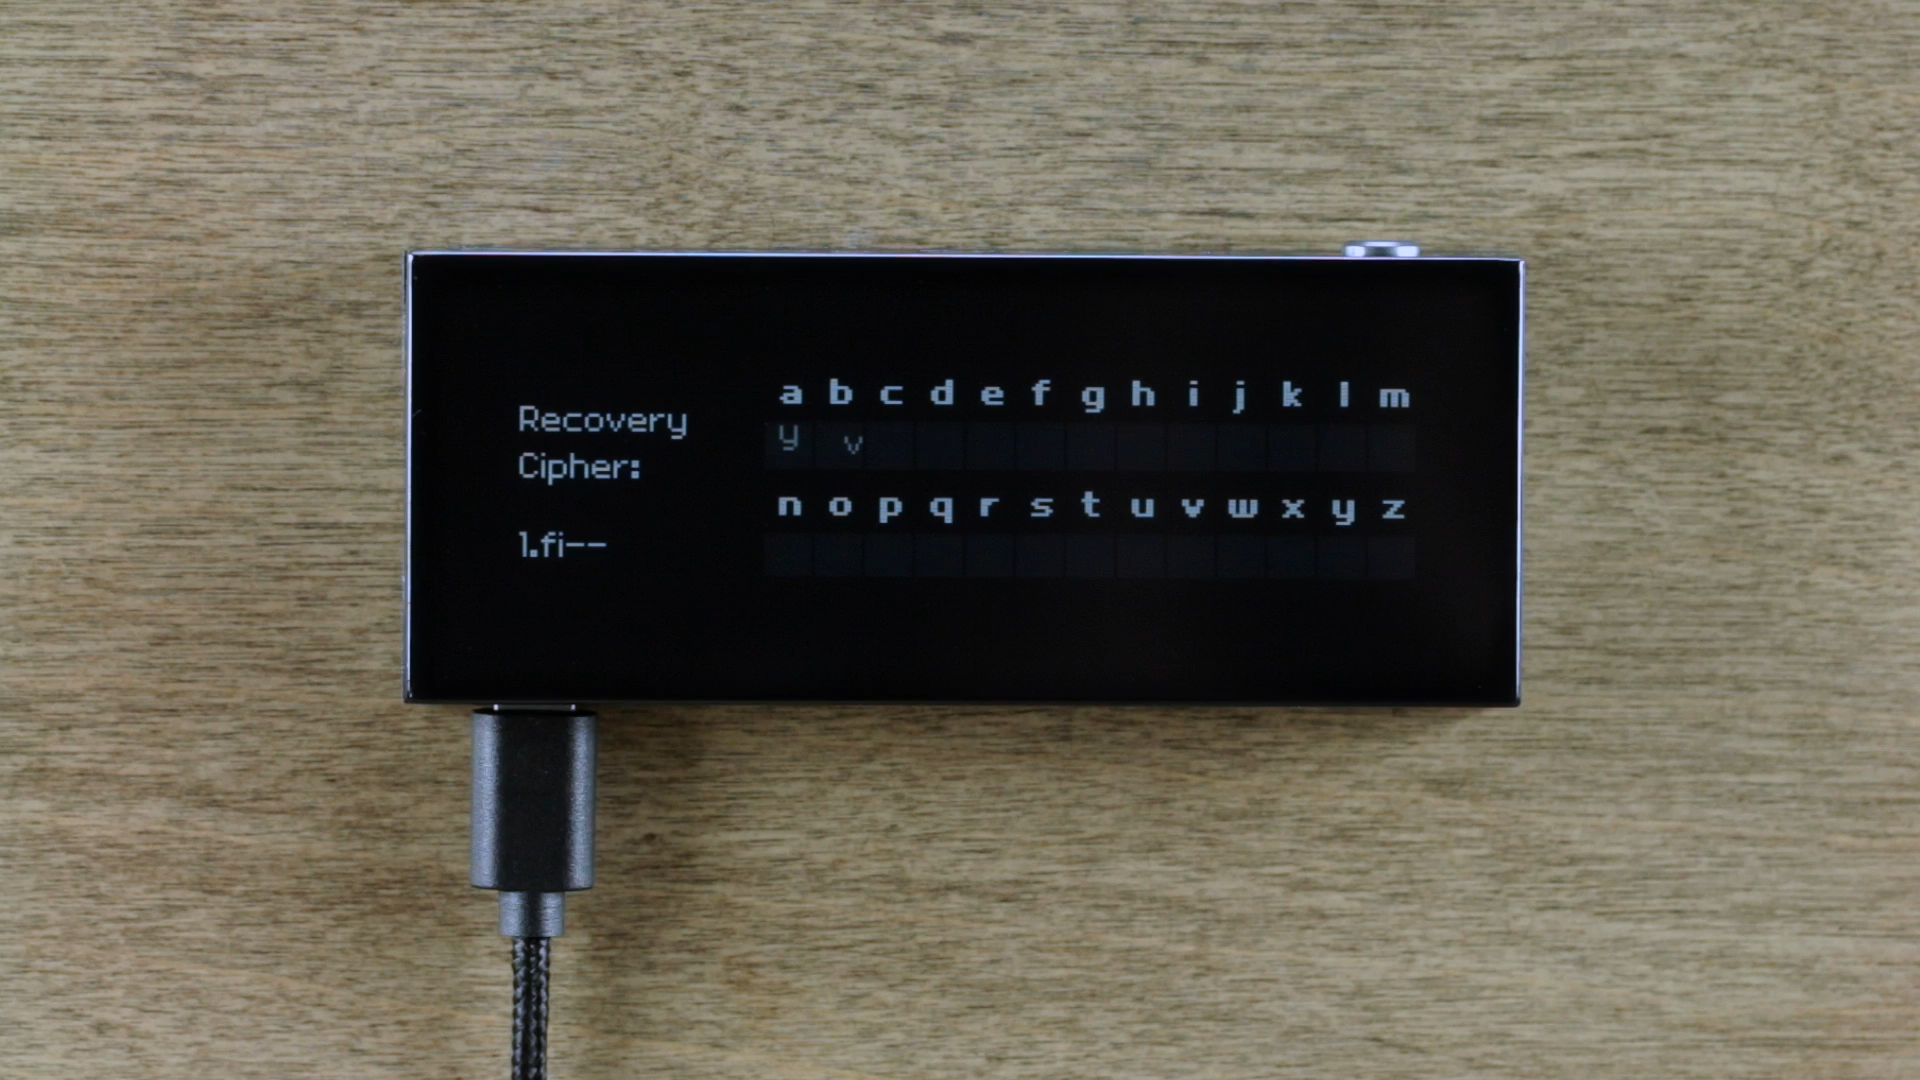 Recovery
Cipher:
1.fi--
a b c d e f g h i j k l m
y v
n o p q r s t u v w x y z